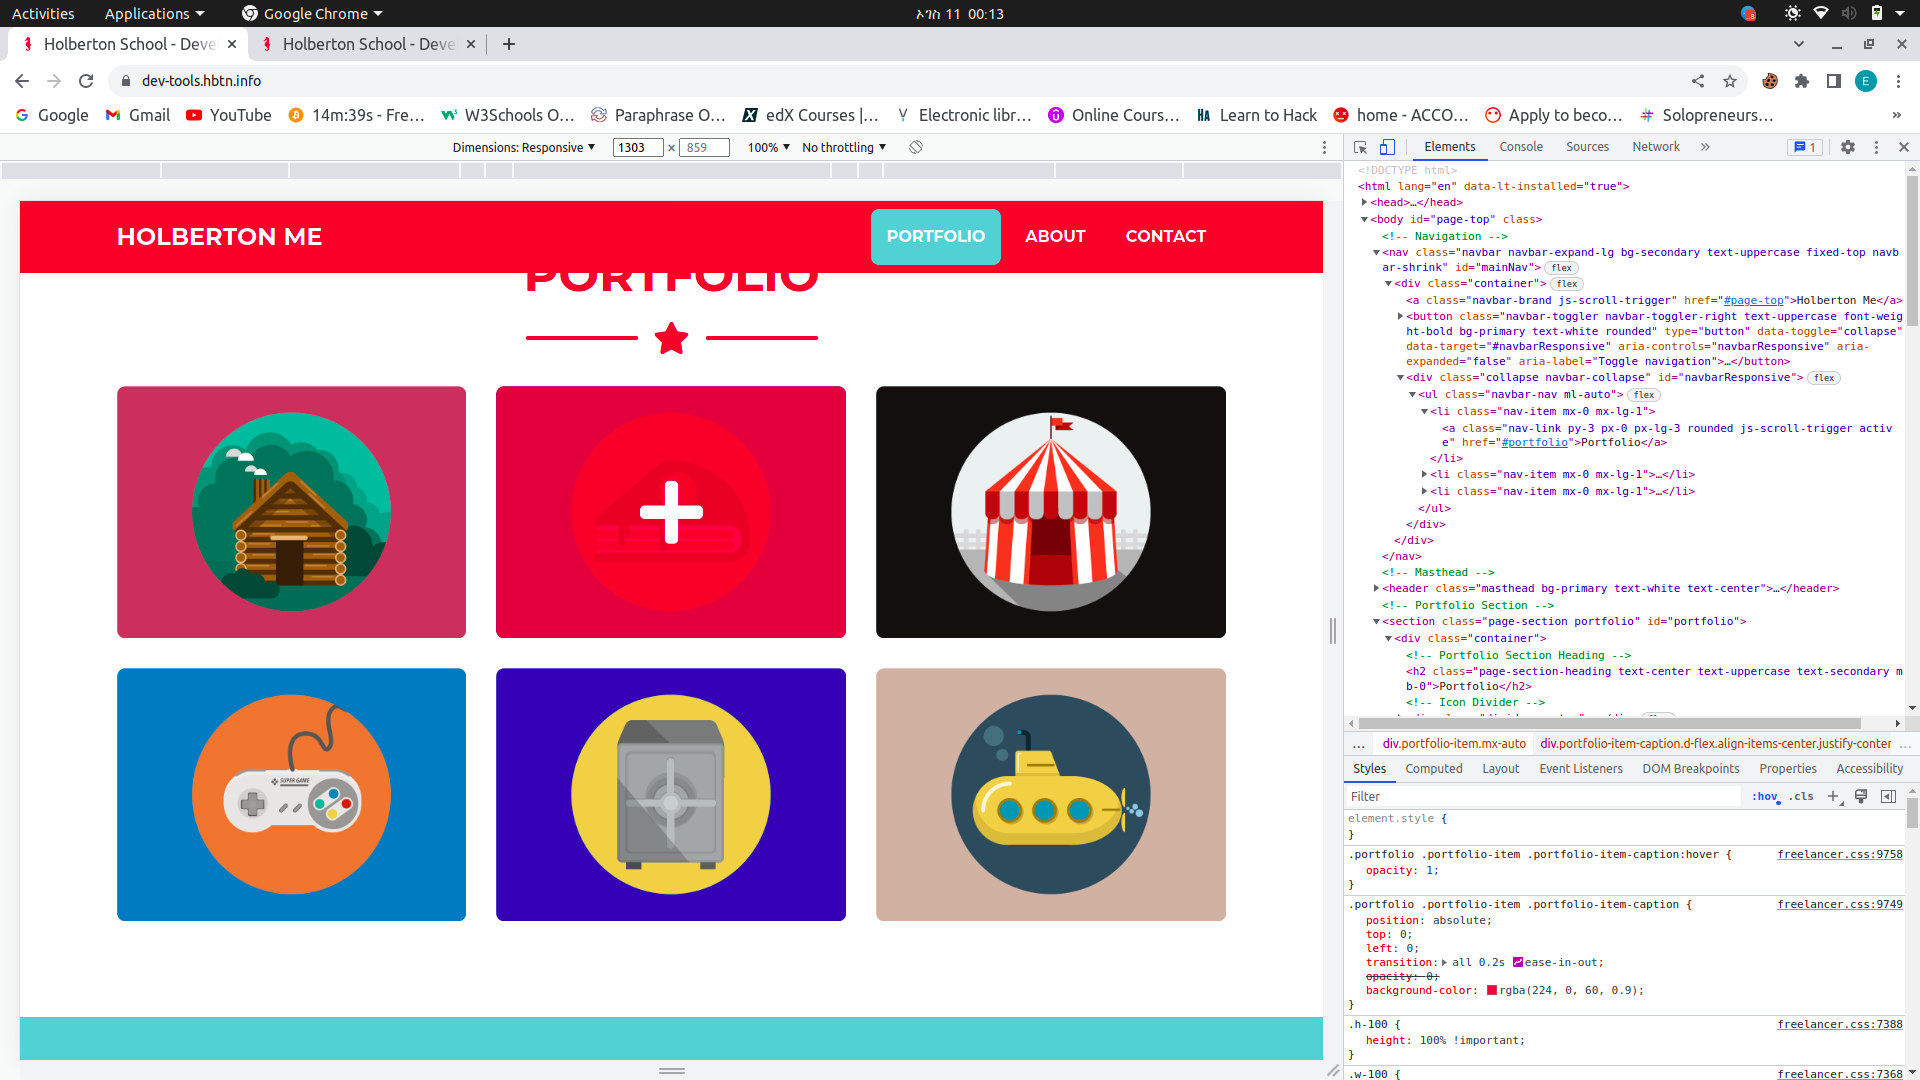 Activities Applications Google Chrome ኦገስ 11 00:13
Holberton School - Deve Holberton School - Deve
dev-tools.hbtn.info E
Google Gmail YouTube 14m:39s - Fre… W3Schools O… Paraphrase O… edX Courses |… Electronic libr… Online Cours… Learn to Hack home - ACCO… Apply to beco… Solopreneurs… »
Dimensions: Responsive 1303 × 859 100% No throttling
Elements Console Sources Network » 1
HOLBERTON ME PORTFOLIO ABOUT CONTACT
PORTFOLIO
SUPER GAME
<!DOCTYPE html>
<html lang="en" data-lt-installed="true">
<head>…</head>
<body id="page-top" class>
<!-- Navigation -->
<nav class="navbar navbar-expand-lg bg-secondary text-uppercase fixed-top navb
ar-shrink" id="mainNav"> flex
<div class="container"> flex
<a class="navbar-brand js-scroll-trigger" href="#page-top">Holberton Me</a>
<button class="navbar-toggler navbar-toggler-right text-uppercase font-weig
ht-bold bg-primary text-white rounded" type="button" data-toggle="collapse"
data-target="#navbarResponsive" aria-controls="navbarResponsive" aria-
expanded="false" aria-label="Toggle navigation">…</button>
<div class="collapse navbar-collapse" id="navbarResponsive"> flex
<ul class="navbar-nav ml-auto"> flex
<li class="nav-item mx-0 mx-lg-1">
<a class="nav-link py-3 px-0 px-lg-3 rounded js-scroll-trigger activ
e" href="#portfolio">Portfolio</a>
</li>
<li class="nav-item mx-0 mx-lg-1">…</li>
<li class="nav-item mx-0 mx-lg-1">…</li>
</ul>
</div>
</div>
</nav>
<!-- Masthead -->
<header class="masthead bg-primary text-white text-center">…</header>
<!-- Portfolio Section -->
<section class="page-section portfolio" id="portfolio">
<div class="container">
<!-- Portfolio Section Heading -->
<h2 class="page-section-heading text-center text-uppercase text-secondary m
b-0">Portfolio</h2>
<!-- Icon Divider -->
… div.portfolio-item.mx-auto div.portfolio-item-caption.d-flex.align-items-center.justify-conter …
Styles Computed Layout Event Listeners DOM Breakpoints Properties Accessibility
Filter :hov .cls
element.style {
}
.portfolio .portfolio-item .portfolio-item-caption:hover { freelancer.css:9758
opacity: 1;
}
.portfolio .portfolio-item .portfolio-item-caption { freelancer.css:9749
position: absolute;
top: 0;
left: 0;
transition: all 0.2s ease-in-out;
opacity: 0;
background-color: rgba(224, 0, 60, 0.9);
}
.h-100 { freelancer.css:7388
height: 100% !important;
}
.w-100 { freelancer.css:7368